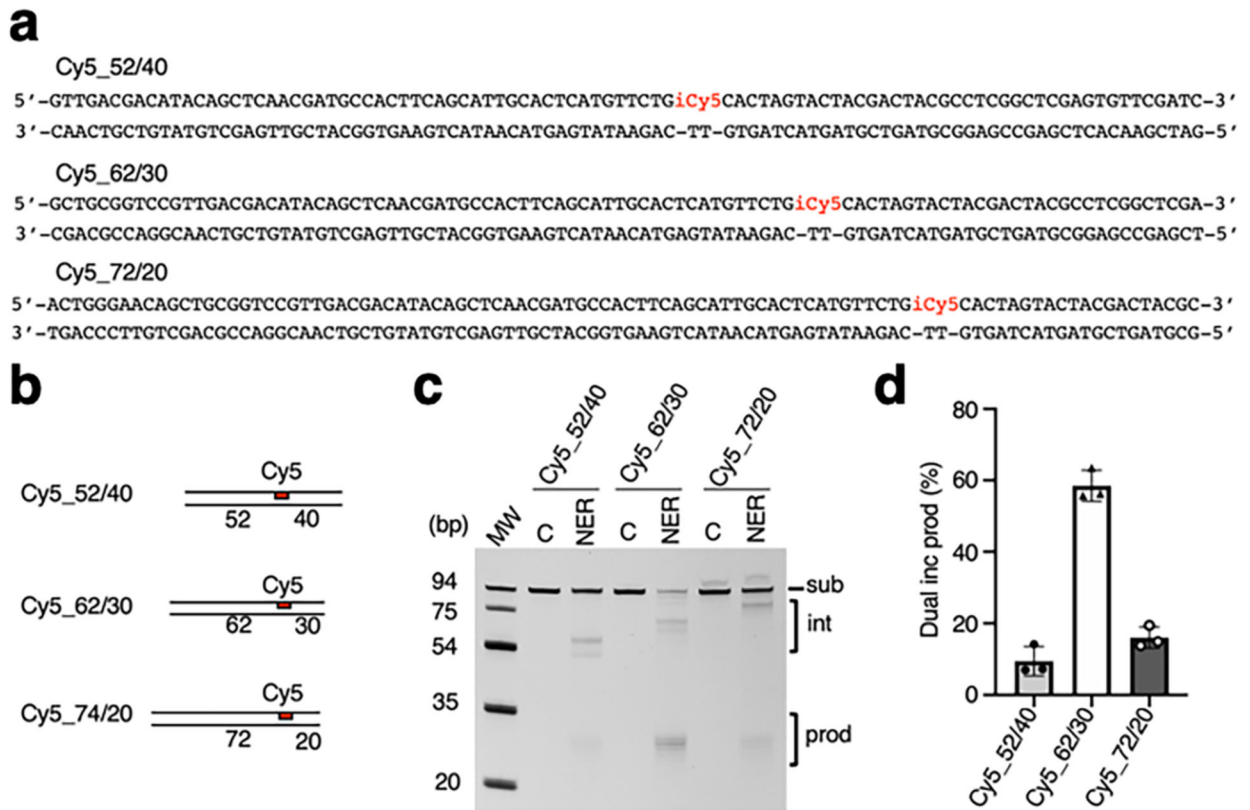 a
Cy5_52/40
5'-GTTGACGACATACAGCTCAACGATGCCACTTCAGCATTGCACTCATGTTCTGiCy5CACTAGTACTACGACTACGCCTCGGCTCGAGTGTTCGATC-3'
3'-CAACTGCTGTATGTCGAGTTGCTACGGTGAAGTCATAACATGAGTATAAGAC-TT-GTGATCATGATGCTGATGCGGAGCCGAGCTCACAAGCTAG-5'
Cy5_62/30
5'-GCTGCGGTCCGTTGACGACATACAGCTCAACGATGCCACTTCAGCATTGCACTCATGTTCTGiCy5CACTAGTACTACGACTACGCCTCGGCTCGA-3'
3'-CGACGCCAGGCAACTGCTGTATGTCGAGTTGCTACGGTGAAGTCATAACATGAGTATAAGAC-TT-GTGATCATGATGCTGATGCGGAGCCGAGCT-5'
Cy5_72/20
5'-ACTGGGAACAGCTGCGGTCCGTTGACGACATACAGCTCAACGATGCCACTTCAGCATTGCACTCATGTTCTGiCy5CACTAGTACTACGACTACGC-3'
3'-TGACCCTTGTCGACGCCAGGCAACTGCTGTATGTCGAGTTGCTACGGTGAAGTCATAACATGAGTATAAGAC-TT-GTGATCATGATGCTGATGCG-5'
b
Cy5
Cy5_52/40
52 40
Cy5
Cy5_62/30
62 30
Cy5
Cy5_74/20
72 20
c
Cy5_52/40 Cy5_62/30 Cy5_72/20
(bp) MW C NER C NER C NER
94
75
54
35
20
sub
int
prod
d
Dual inc prod (%)
80
60
40
20
0
Cy5_52/40 Cy5_62/30 Cy5_72/20